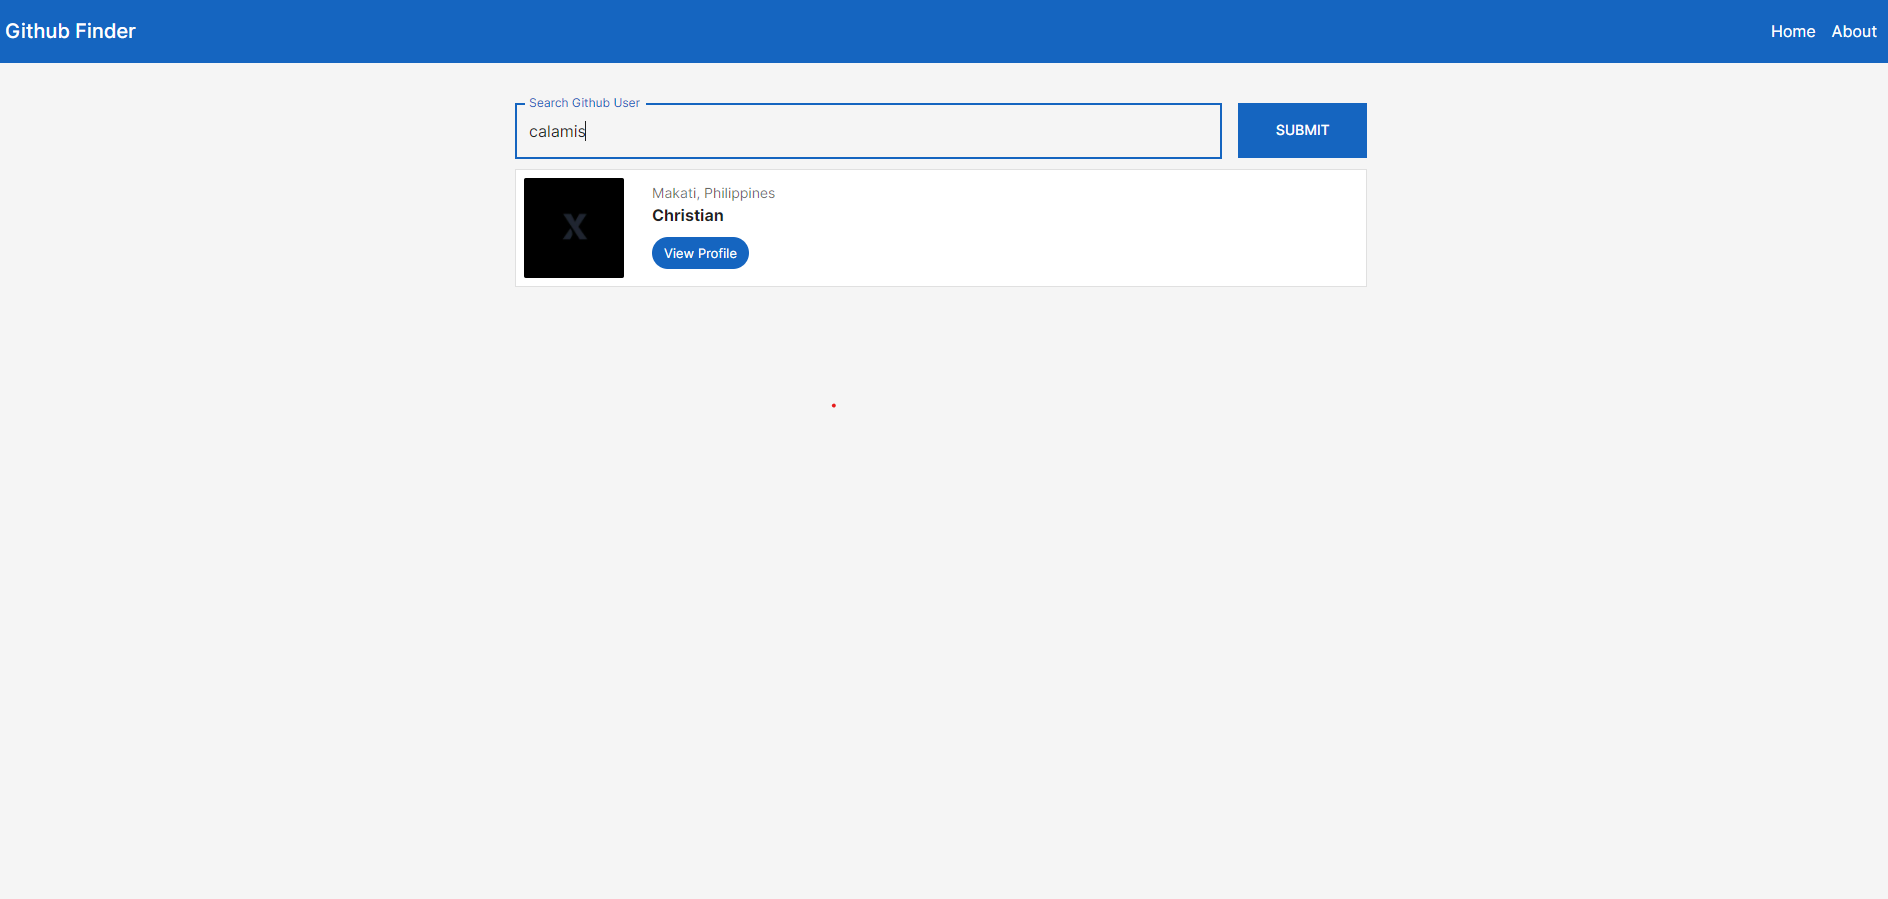 Github Finder
Home
About
Search Github User
calamis
SUBMIT
X
Makati, Philippines
Christian
View Profile